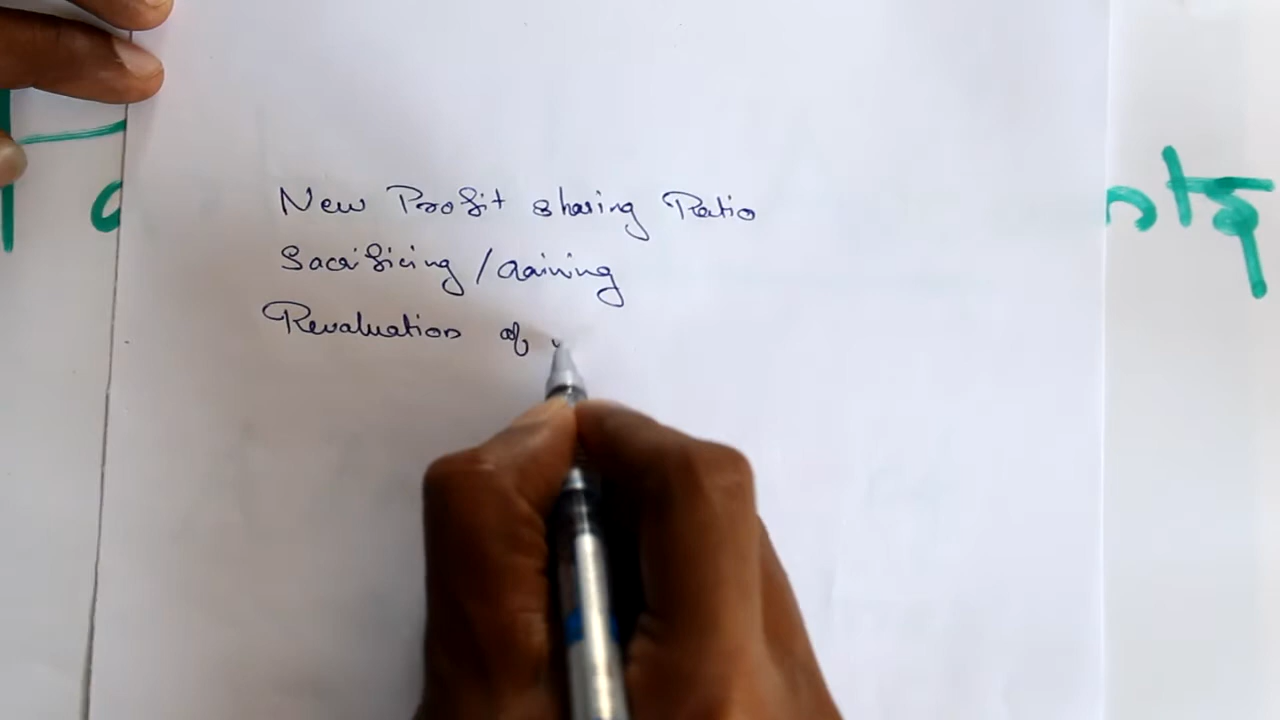 New Profit sharing Ratio
Sacrificing / Gaining
Revaluation of